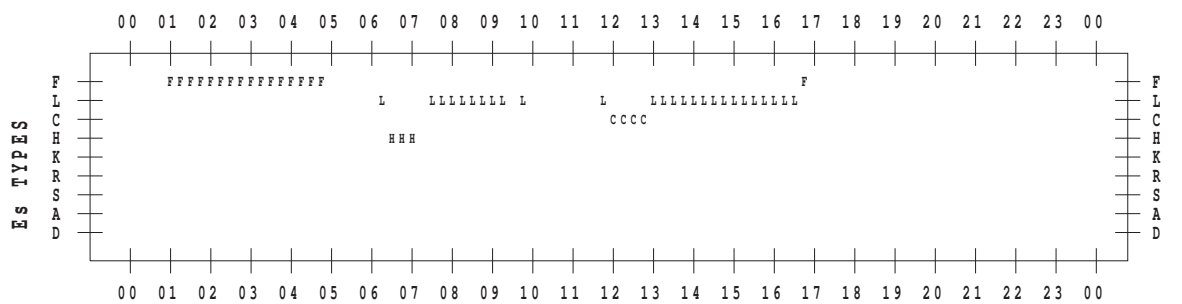 00 01 02 03 04 05 06 07 08 09 10 11 12 13 14 15 16 17 18 19 20 21 22 23 00
F FFFFFFFFFFFFFFFF F F
L L LLLLLLLL L L LLLLLLLLLLLLLLL L
C CCCC C
H HHH H
K K
R R
S S
A A
D D
Es TYPES
00 01 02 03 04 05 06 07 08 09 10 11 12 13 14 15 16 17 18 19 20 21 22 23 00